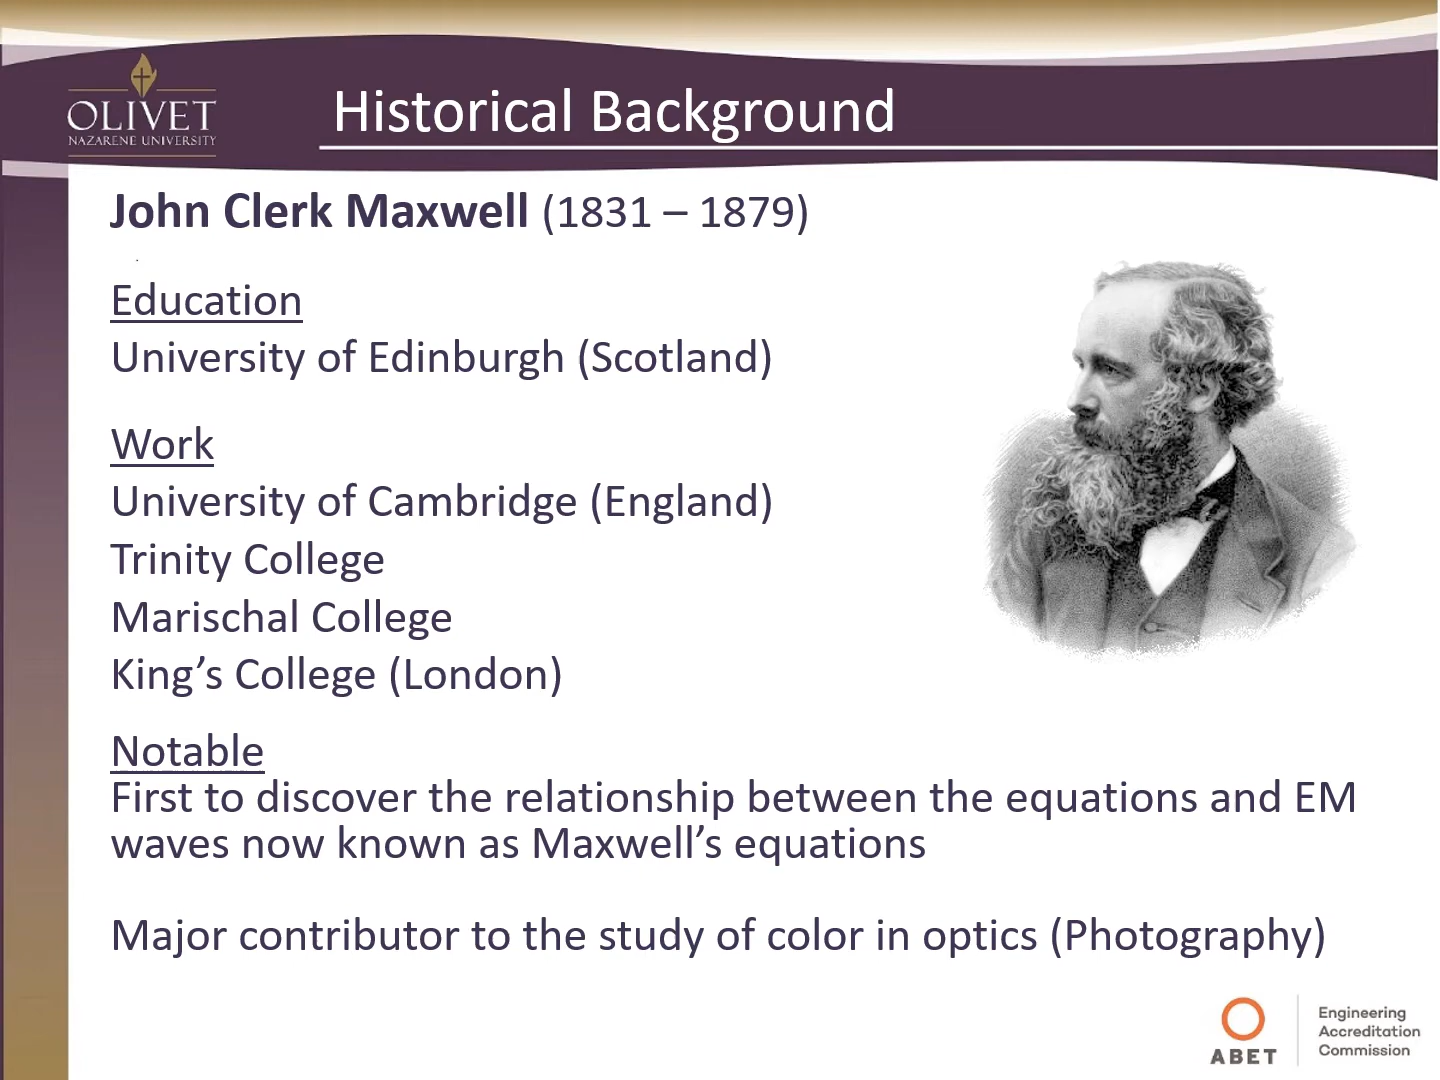 OLIVET
NAZARENE UNIVERSITY
Historical Background
John Clerk Maxwell (1831 – 1879)
Education
University of Edinburgh (Scotland)
Work
University of Cambridge (England)
Trinity College
Marischal College
King’s College (London)
Notable
First to discover the relationship between the equations and EM
waves now known as Maxwell’s equations
Major contributor to the study of color in optics (Photography)
ABET
Engineering
Accreditation
Commission